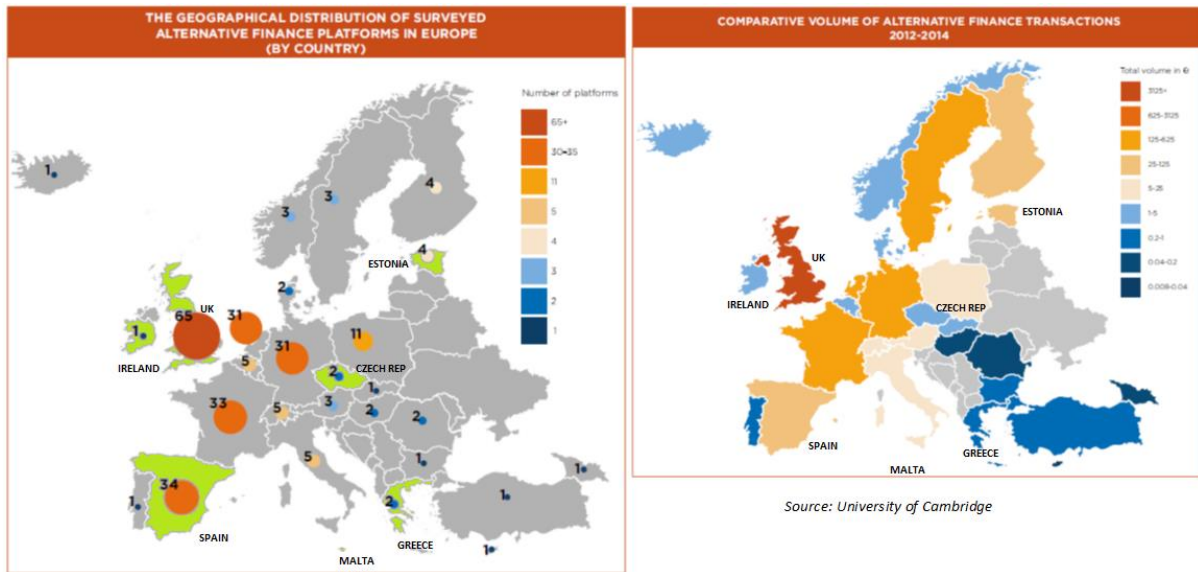 THE GEOGRAPHICAL DISTRIBUTION OF SURVEYED
ALTERNATIVE FINANCE PLATFORMS IN EUROPE
(BY COUNTRY)
Number of platforms
65+
30-35
11
5
4
3
2
1
1
3
3
4
4
ESTONIA
2
UK
65
31
1
IRELAND
5
31
11
2
CZECH REP
1
33
5
3
2
2
5
1
1
34
1
SPAIN
2
GREECE
1
MALTA
1
COMPARATIVE VOLUME OF ALTERNATIVE FINANCE TRANSACTIONS
2012-2014
Total volume in €
3125+
625-3125
125-625
25-125
5-25
1-5
0.2-1
0.04-0.2
0.008-0.04
ESTONIA
UK
IRELAND
CZECH REP
SPAIN
GREECE
MALTA
Source: University of Cambridge